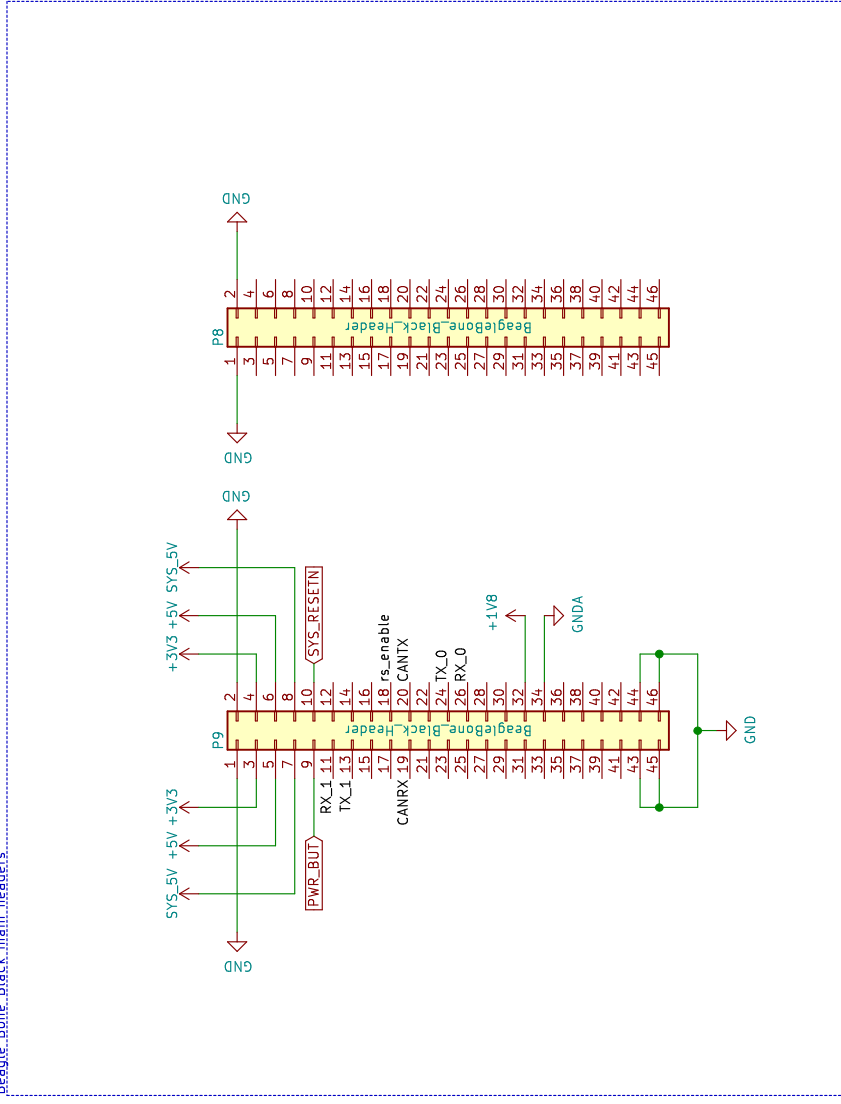 GND
2 4 6 8 10 12 14 16 18 20 22 24 26 28 30 32 34 36 38 40 42 44 46
P8
BeagleBone_Black_Header
1 3 5 7 9 11 13 15 17 19 21 23 25 27 29 31 33 35 37 39 41 43 45
GND
GND
SYS_5V
+5V
+3V3
SYS_RESETN
rs_enable
CANTX
TX_0
RX_0
+1V8
GNDA
2 4 6 8 10 12 14 16 18 20 22 24 26 28 30 32 34 36 38 40 42 44 46
P9
BeagleBone_Black_Header
GND
1 3 5 7 9 11 13 15 17 19 21 23 25 27 29 31 33 35 37 39 41 43 45
+3V3
+5V
SYS_5V
RX_1
TX_1
CANRX
PWR_BUT
GND